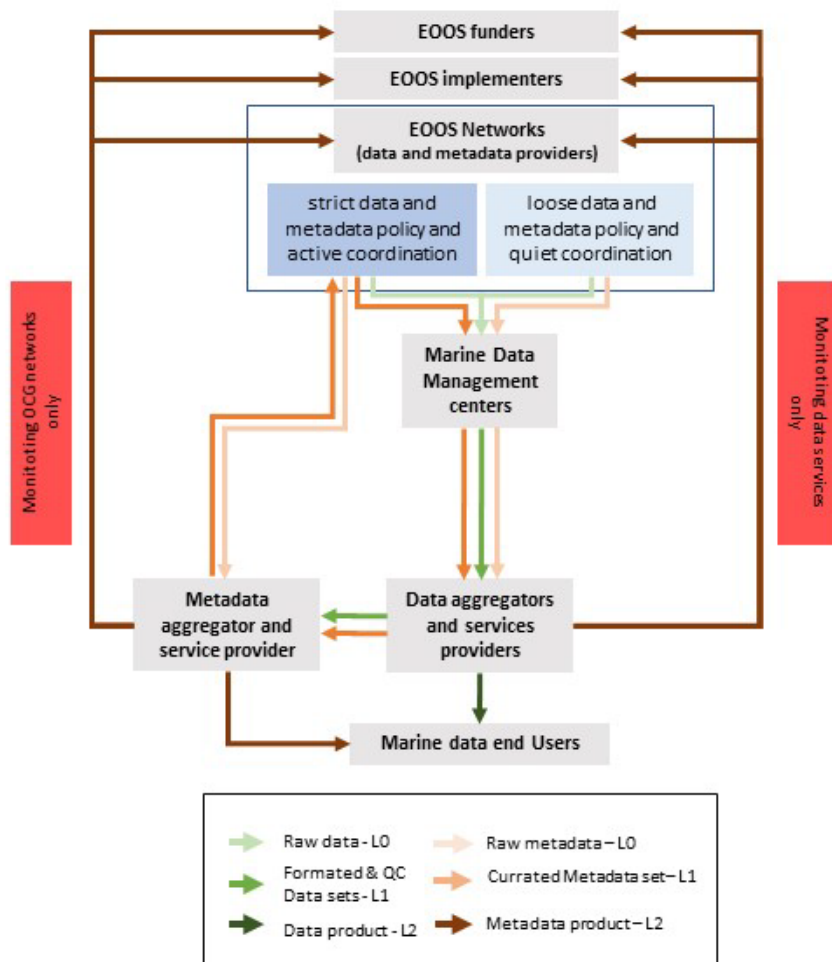 EOOS funders
EOOS implementers
EOOS Networks
(data and metadata providers)
strict data and
metadata policy and
active coordination
loose data and
metadata policy and
quiet coordination
Monitoting OCG networks
only
Monitoting data services
only
Marine Data
Management
centers
Metadata
aggregator and
service provider
Data aggregators
and services
providers
Marine data end Users
Raw data - L0
Raw metadata – L0
Formated & QC
Data sets - L1
Currated Metadata set– L1
Data product - L2
Metadata product – L2